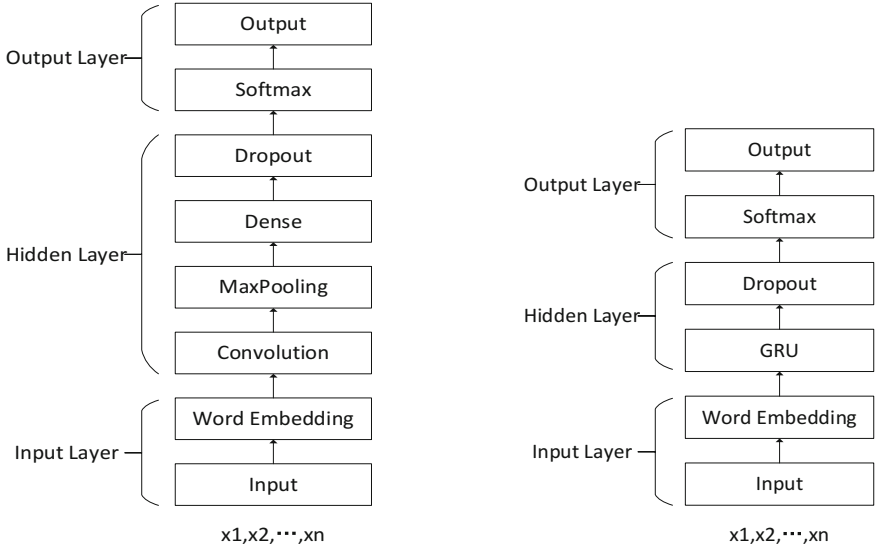 Output
Output Layer
Softmax
Dropout
Dense
Hidden Layer
MaxPooling
Convolution
Word Embedding
Input Layer
Input
x1,x2,···,xn
Output
Output Layer
Softmax
Dropout
Hidden Layer
GRU
Word Embedding
Input Layer
Input
x1,x2,···,xn